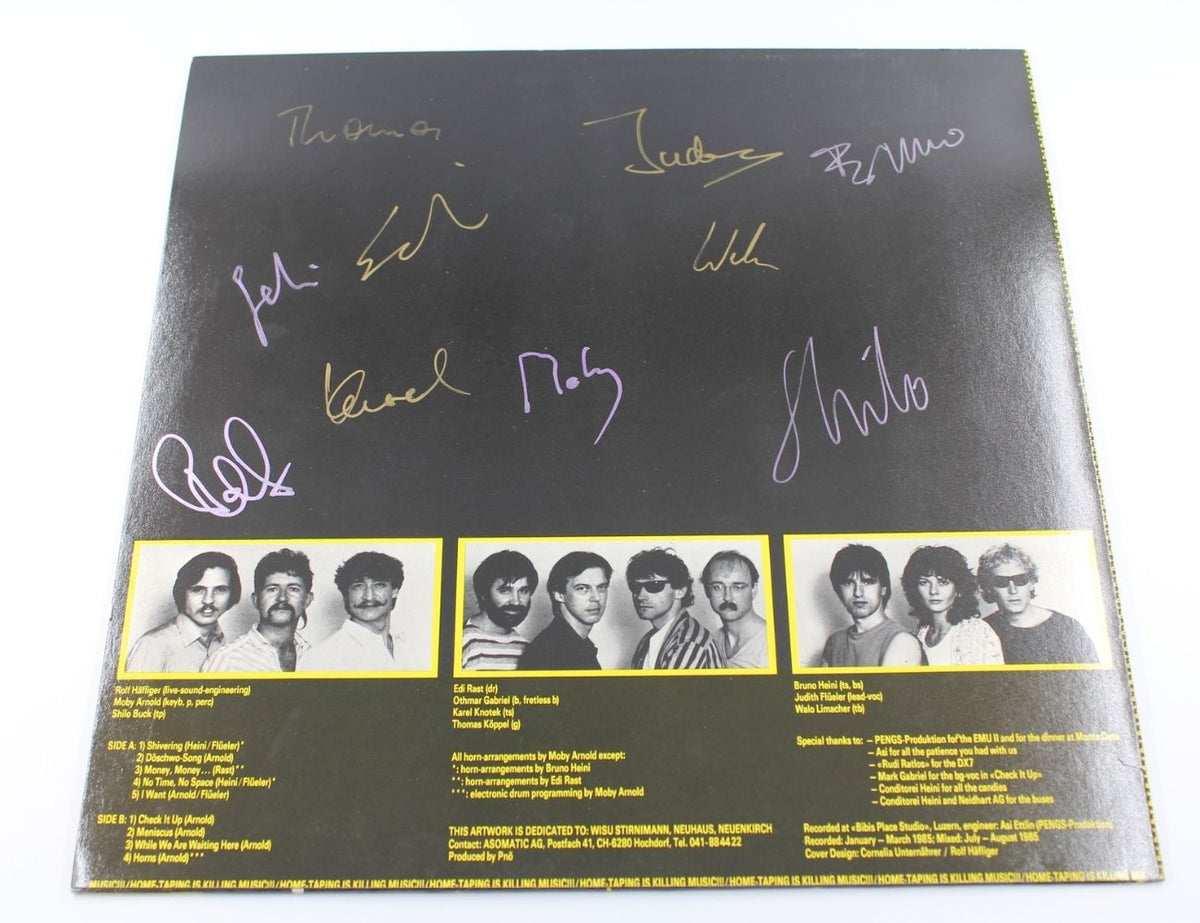 Thomas
Judith
Bruno
Edi
Moby
Shilo
Rolf Häfliger (live-sound-engineering)
Moby Arnold (keyb, p, perc)
Shilo Buck (tp)
Edi Rast (dr)
Othmar Gabriel (b, fretless b)
Karel Knotek (ts)
Thomas Köppel (g)
Bruno Heini (ts, bs)
Judith Flüeler (lead-voc)
Walo Limacher (tb)
SIDE A: 1) Shivering (Heini/Flüeler)*
2) Döschwo-Song (Arnold)
3) Money, Money... (Rast)**
4) No Time, No Space (Heini/Flüeler)*
5) I Want (Arnold/Flüeler)
SIDE B: 1) Check It Up (Arnold)
2) Meniscus (Arnold)
3) While We Are Waiting Here (Arnold)
4) Horns (Arnold)***
All horn-arrangements by Moby Arnold except:
*: horn-arrangements by Bruno Heini
**: horn-arrangements by Edi Rast
***: electronic drum programming by Moby Arnold
THIS ARTWORK IS DEDICATED TO: WISU STIRNIMANN, NEUHAUS, NEUENKIRCH
Contact: ASOMATIC AG, Postfach 41, CH-6280 Hochdorf, Tel. 041-884422
Produced by Pnö
Special thanks to: – PENGS-Produktion for the EMU II and for the dinner at Monte Dato
– Asi for all the patience you had with us
– «Rudi Ratlos» for the DX7
– Mark Gabriel for the bg-voc in «Check It Up»
– Conditorei Heini for all the candies
– Conditorei Heini and Neidhart AG for the buses
Recorded at «Bibis Place Studio», Luzern, engineer: Asi Ettlin (PENGS-Produktion)
Recorded: January – March 1985; Mixed: July – August 1985
Cover Design: Cornelia Unternährer / Rolf Häfliger
MUSIC!!!/HOME-TAPING IS KILLING MUSIC!!!/HOME-TAPING IS KILLING MUSIC!!!/HOME-TAPING IS KILLING MUSIC!!!/HOME-TAPING IS KILLING MUSIC!!!/HOME-TAPING IS KILLING MUSIC!!!/HOME-TAPING IS KILLING MUSIC!!!